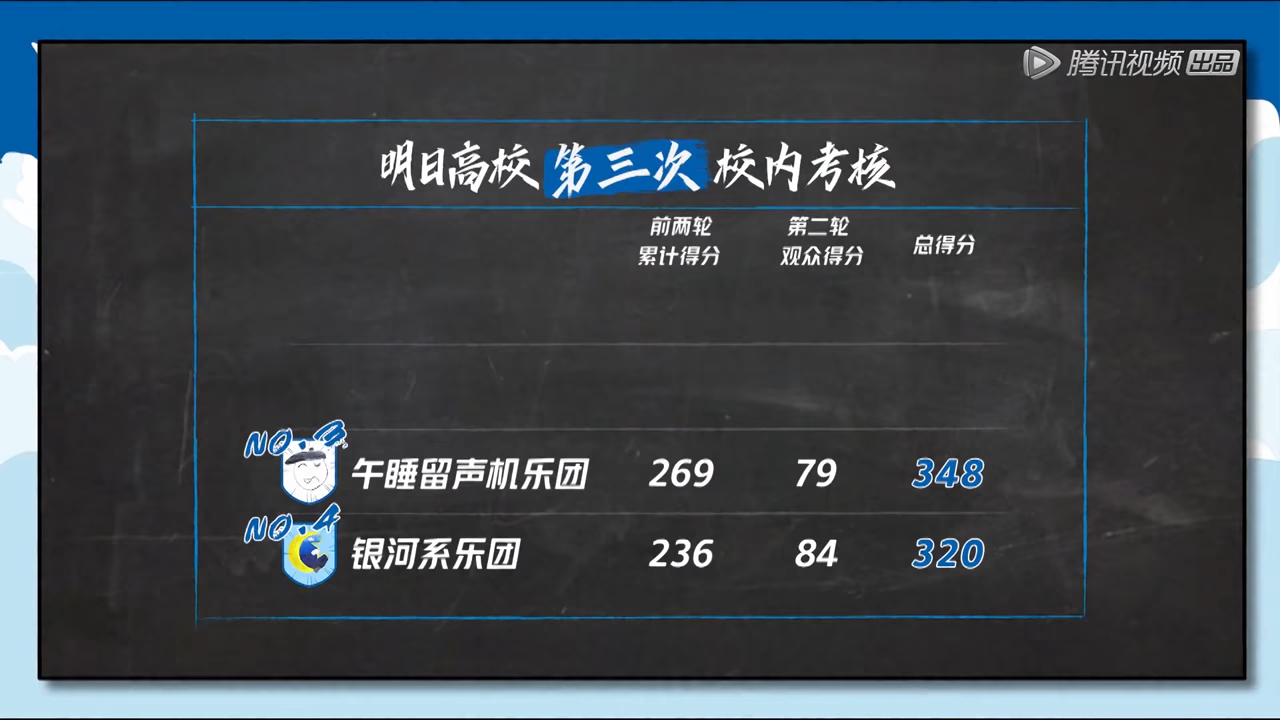 腾讯视频 出品
明日高校 第三次 校内考核
前两轮 累计得分
第二轮 观众得分
总得分
NO.3
午睡留声机乐团 269 79 348
NO.4
银河系乐团 236 84 320